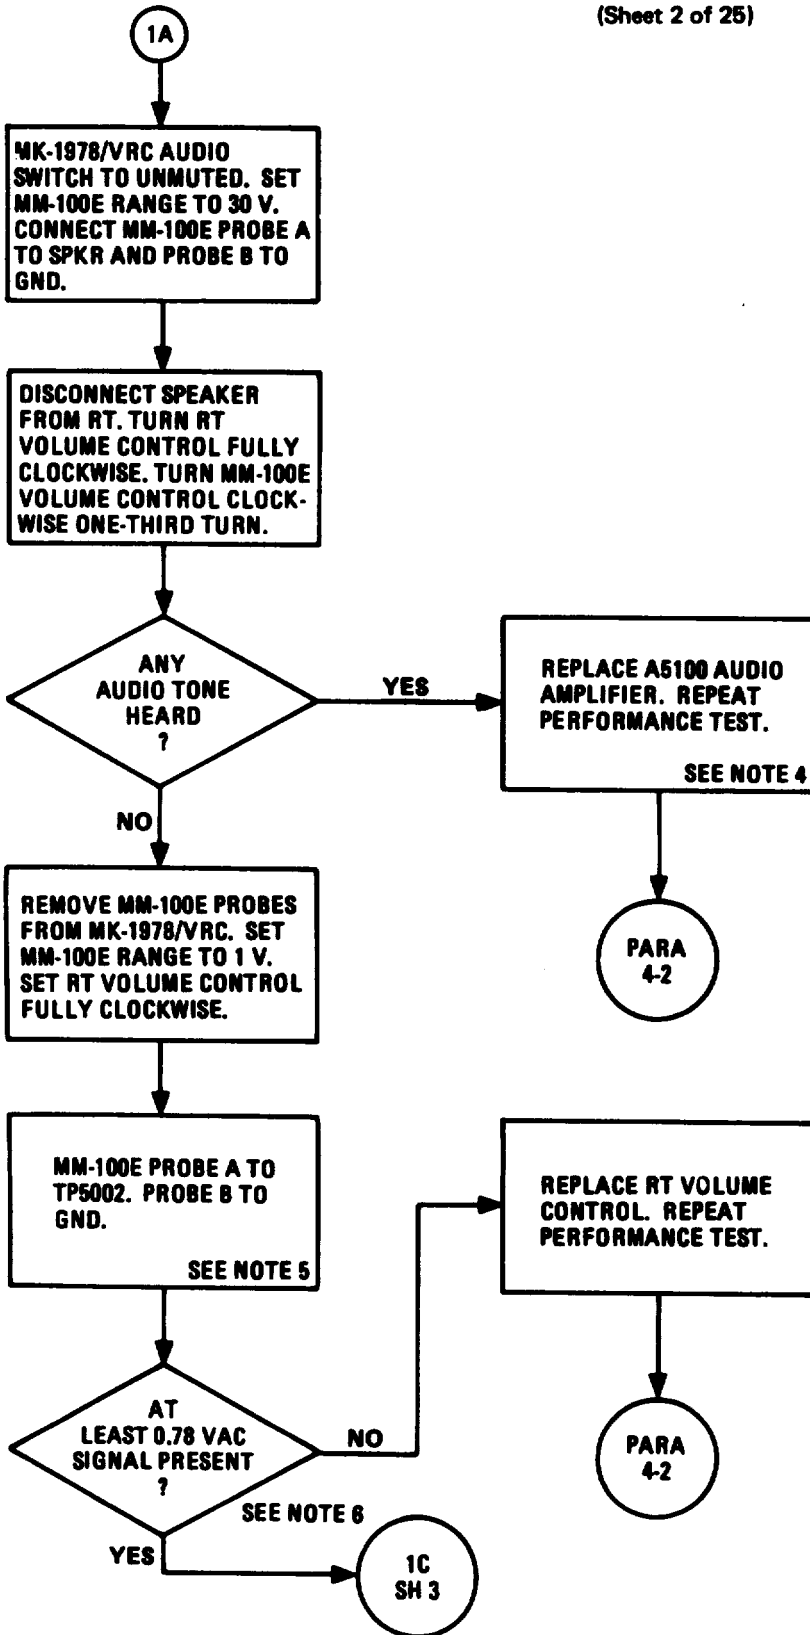 (Sheet 2 of 25)
1A
MK-1978/VRC AUDIO
SWITCH TO UNMUTED. SET
MM-100E RANGE TO 30 V.
CONNECT MM-100E PROBE A
TO SPKR AND PROBE B TO
GND.
DISCONNECT SPEAKER
FROM RT. TURN RT
VOLUME CONTROL FULLY
CLOCKWISE. TURN MM-100E
VOLUME CONTROL CLOCK-
WISE ONE-THIRD TURN.
ANY
AUDIO TONE
HEARD
?
YES
REPLACE A5100 AUDIO
AMPLIFIER. REPEAT
PERFORMANCE TEST.
SEE NOTE 4
PARA
4-2
NO
REMOVE MM-100E PROBES
FROM MK-1978/VRC. SET
MM-100E RANGE TO 1 V.
SET RT VOLUME CONTROL
FULLY CLOCKWISE.
MM-100E PROBE A TO
TP5002. PROBE B TO
GND.
SEE NOTE 5
AT
LEAST 0.78 VAC
SIGNAL PRESENT
?
SEE NOTE 6
NO
REPLACE RT VOLUME
CONTROL. REPEAT
PERFORMANCE TEST.
PARA
4-2
YES
1C
SH 3